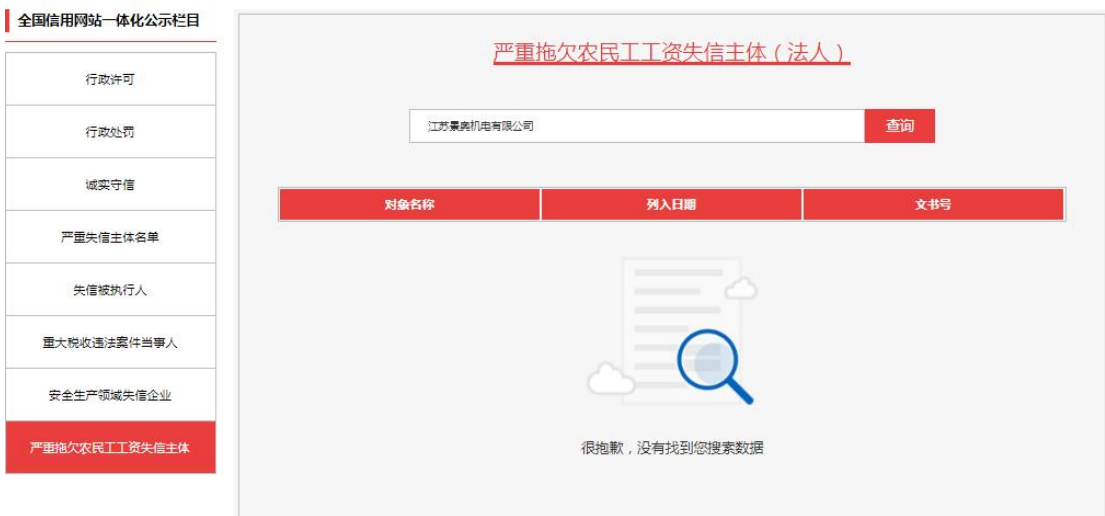 全国信用网站一体化公示栏目
行政许可
行政处罚
诚实守信
严重失信主体名单
失信被执行人
重大税收违法案件当事人
安全生产领域失信企业
严重拖欠农民工工资失信主体
严重拖欠农民工工资失信主体（法人）
江苏景奥机电有限公司
查询
对象名称 列入日期 文书号
很抱歉，没有找到您搜索数据